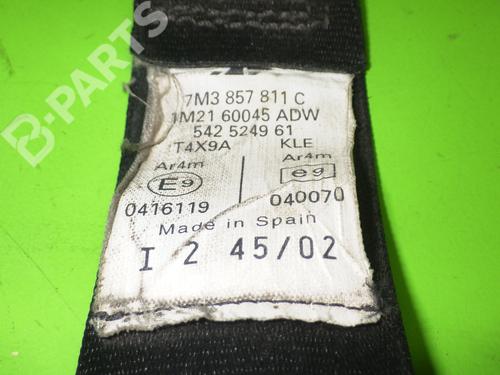 7M3 857 811 C
1M21 60045 ADW
542 5249 61
T4X9A KLE
Ar4m Ar4m
E9 e9
0416119 040070
Made in Spain
I 2 45/02
B-PARTS